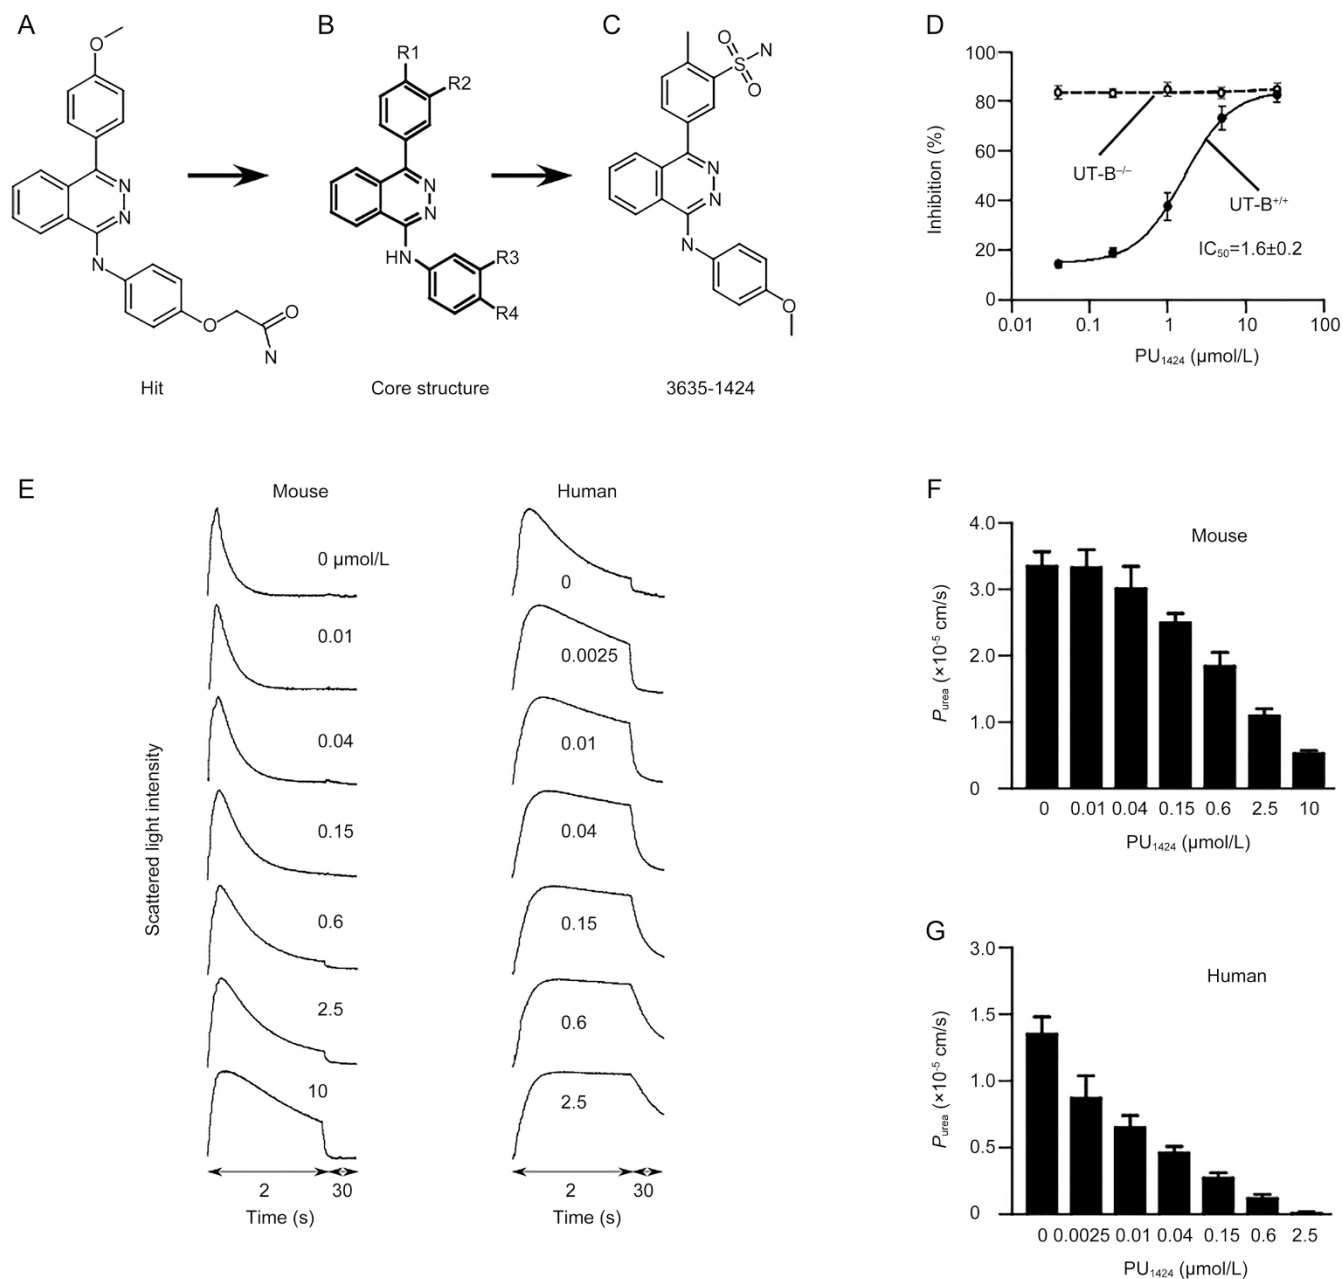 A
B
C
D
O
N
N
N
O
O
N
Hit
R1
R2
N
N
HN
R3
R4
Core structure
O
S
N
O
N
N
N
O
3635-1424
Inhibition (%)
100
80
60
40
20
0
UT-B⁻/⁻
UT-B⁺/⁺
IC₅₀=1.6±0.2
0.01 0.1 1 10 100
PU₁₄₂₄ (µmol/L)
E
Scattered light intensity
Mouse
0 µmol/L
0.01
0.04
0.15
0.6
2.5
10
2 30
Time (s)
Human
0
0.0025
0.01
0.04
0.15
0.6
2.5
2 30
Time (s)
F
Mouse
P_urea (×10⁻⁵ cm/s)
4.0
3.0
2.0
1.0
0
0 0.01 0.04 0.15 0.6 2.5 10
PU₁₄₂₄ (µmol/L)
G
Human
P_urea (×10⁻⁵ cm/s)
3.0
1.5
1.0
0.5
0
0 0.0025 0.01 0.04 0.15 0.6 2.5
PU₁₄₂₄ (µmol/L)